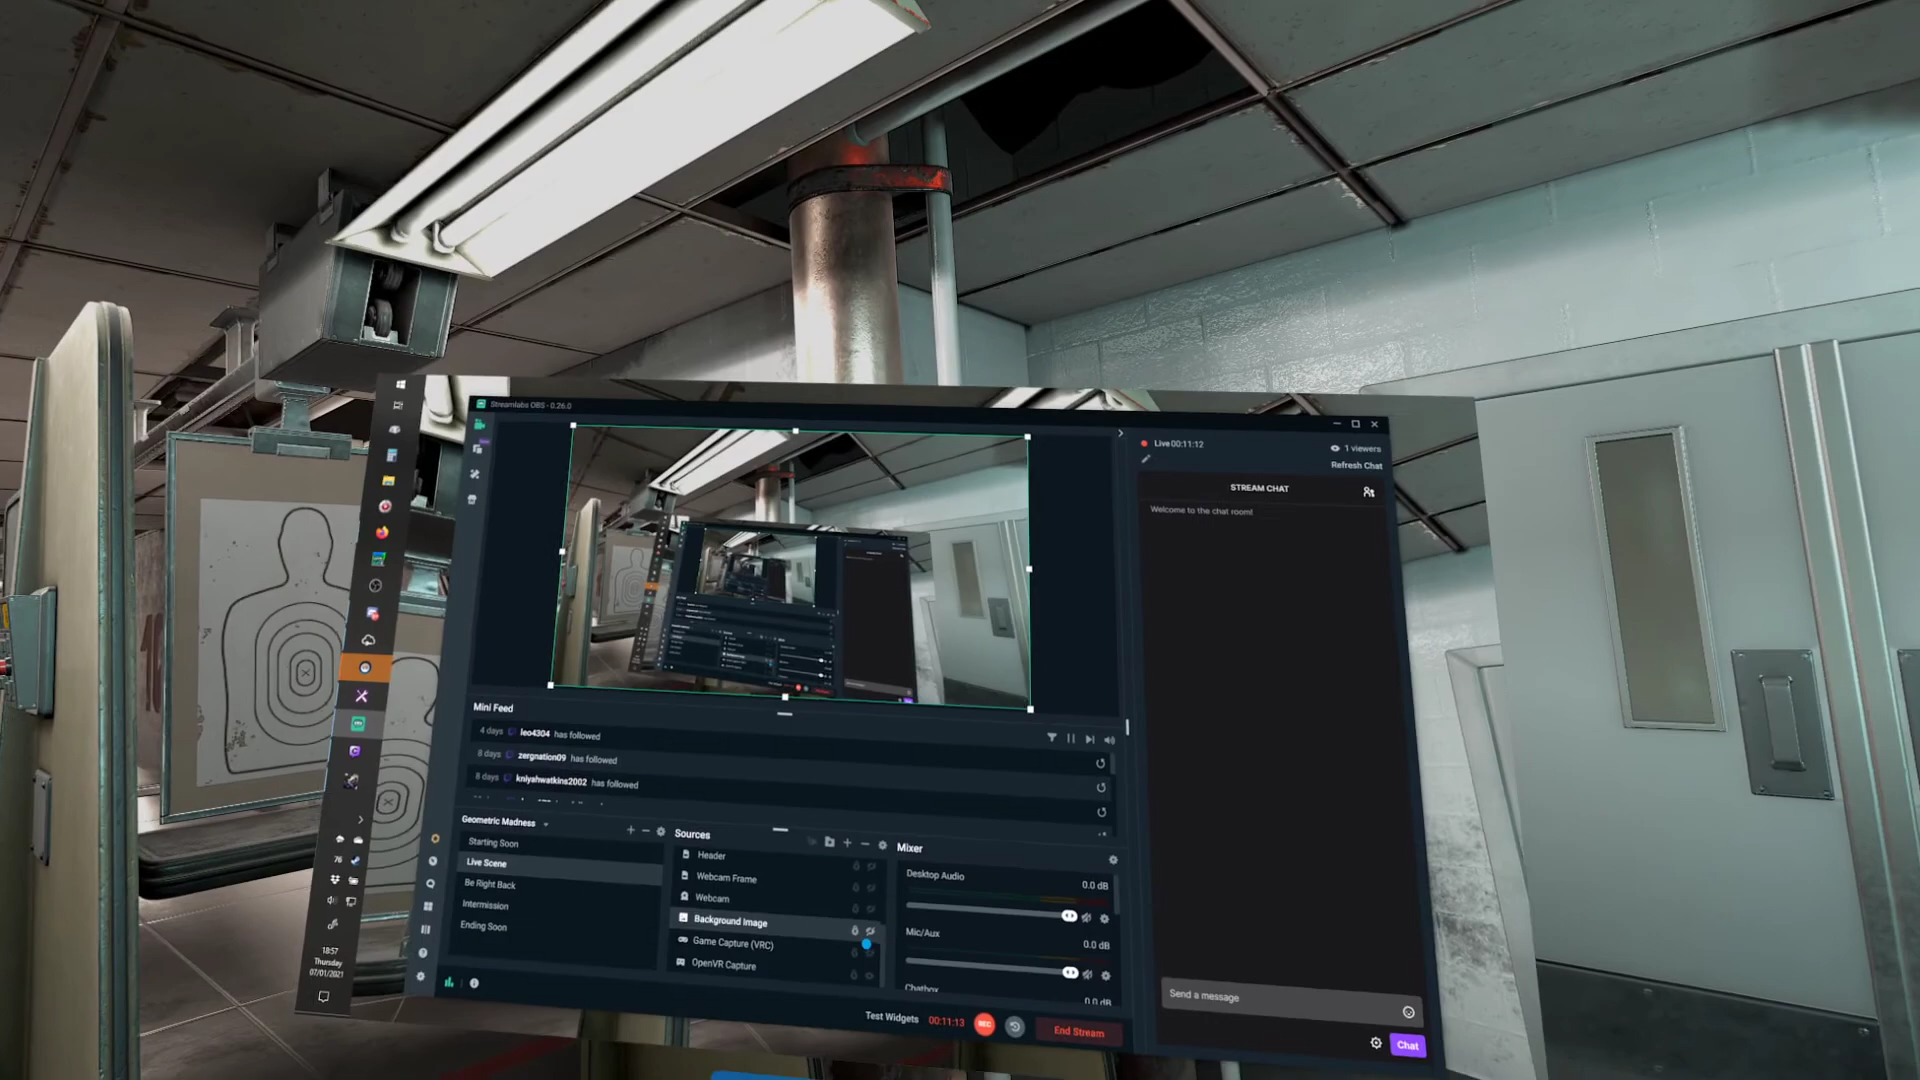 Streamlabs OBS - 0.26.0
Live 00:11:12
1 viewers
Refresh Chat
STREAM CHAT
Welcome to the chat room!
Mini Feed
4 days leo4304 has followed
8 days zergnation09 has followed
8 days kniyahwatkins2002 has followed
Geometric Madness
Starting Soon
Live Scene
Be Right Back
Intermission
Ending Soon
Sources
Header
Webcam Frame
Webcam
Background Image
Game Capture (VRC)
OpenVR Capture
Mixer
Desktop Audio
0.0 dB
Mic/Aux
0.0 dB
Chatbox
0.0 dB
Test Widgets
00:11:13
REC
End Stream
Send a message
Chat
76
18:57
Thursday
07/01/2021